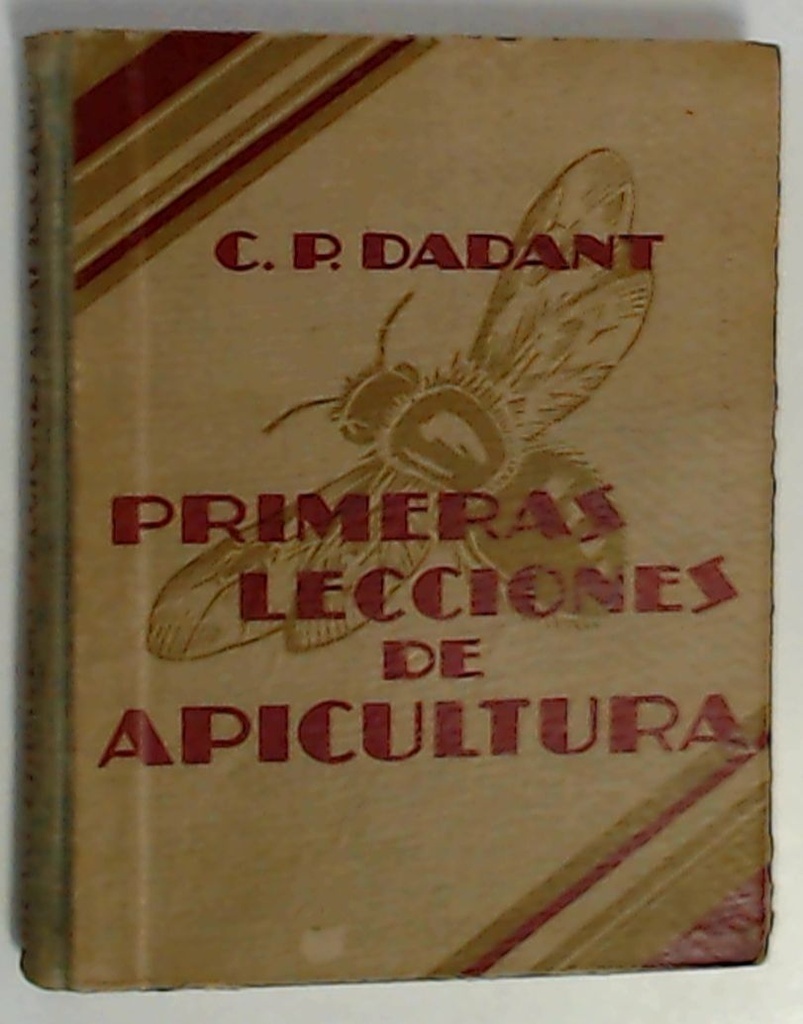 C. P. DADANT
PRIMERAS
LECCIONES
DE
APICULTURA